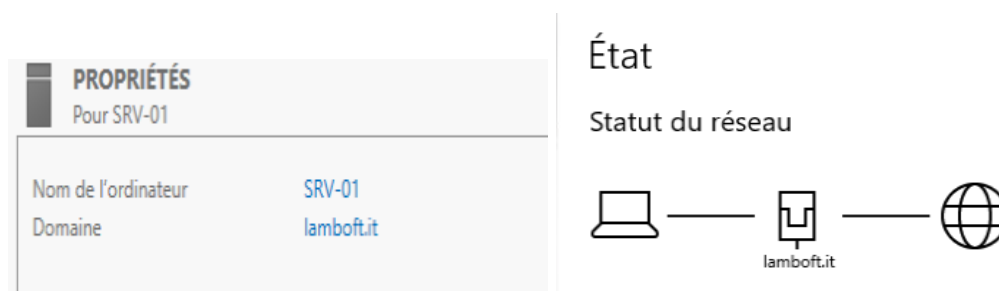 PROPRIÉTÉS
Pour SRV-01
Nom de l'ordinateur SRV-01
Domaine lamboft.it
État
Statut du réseau
lamboft.it